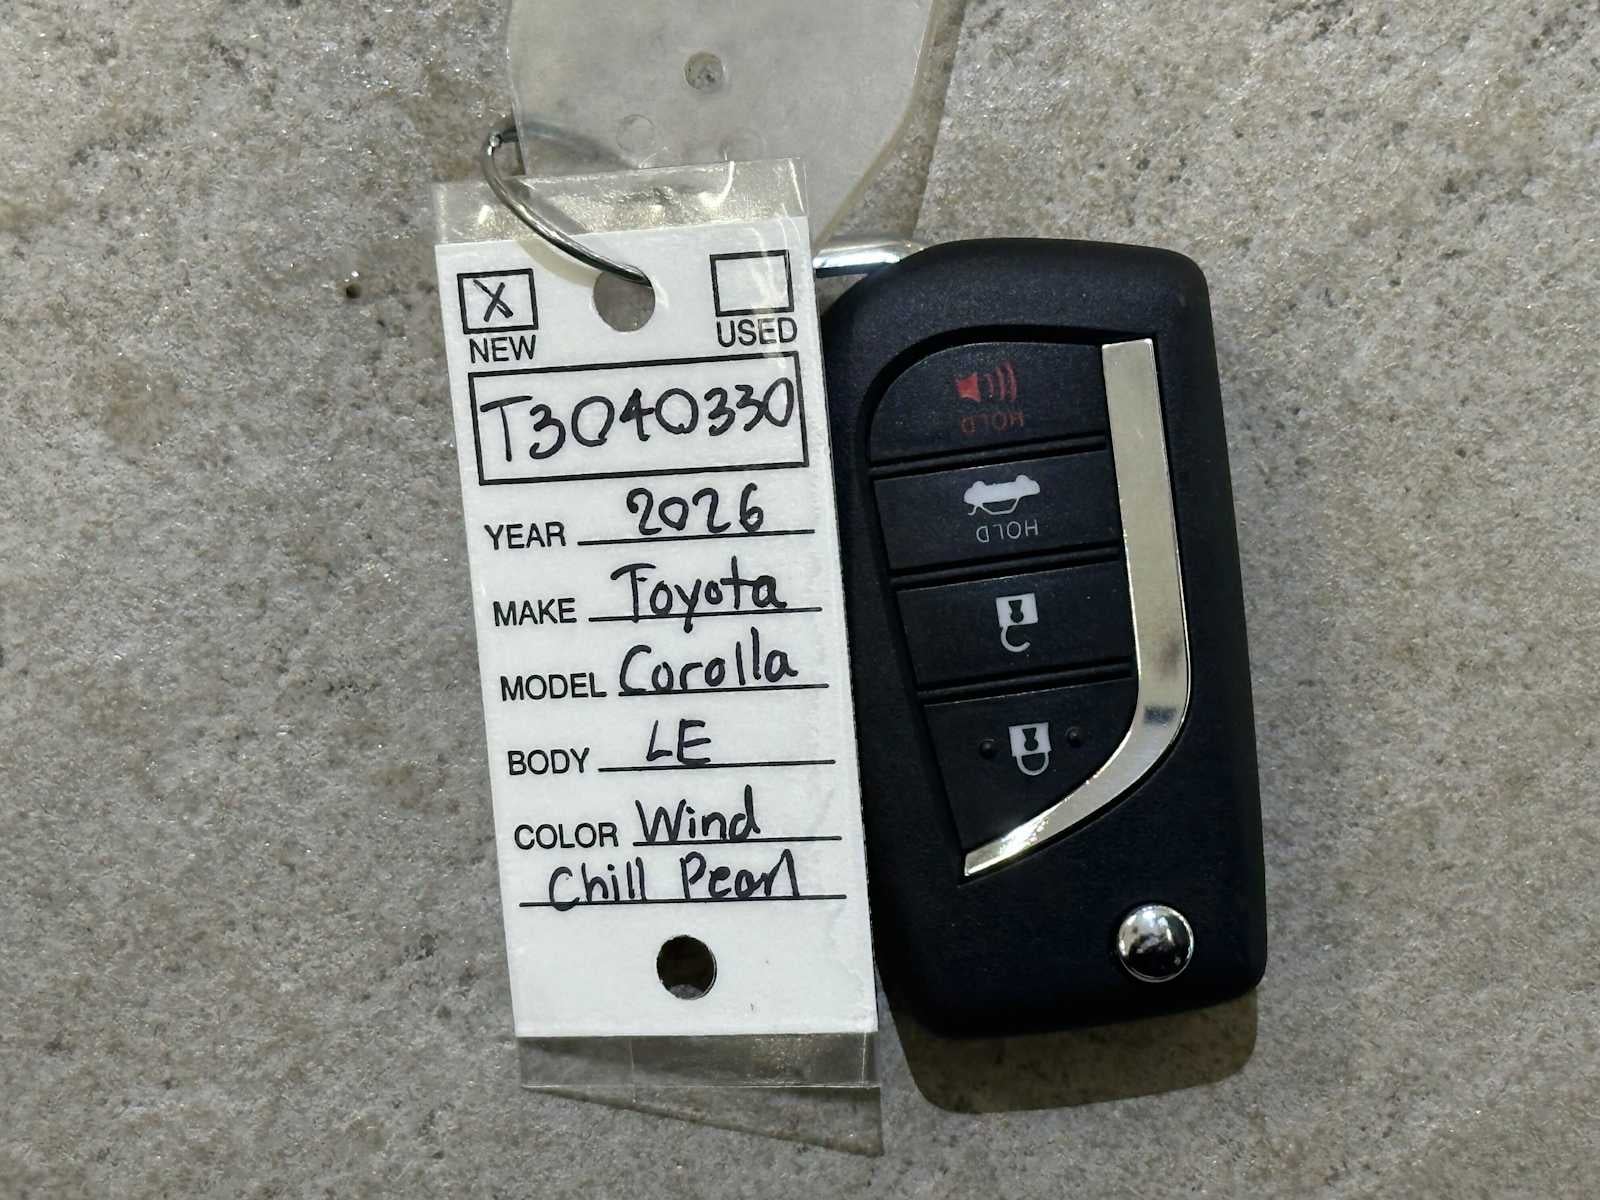 X
NEW
USED
T3040330
YEAR 2026
MAKE Toyota
MODEL Corolla
BODY LE
COLOR Wind
Chill Pearl
HOLD
HOLD